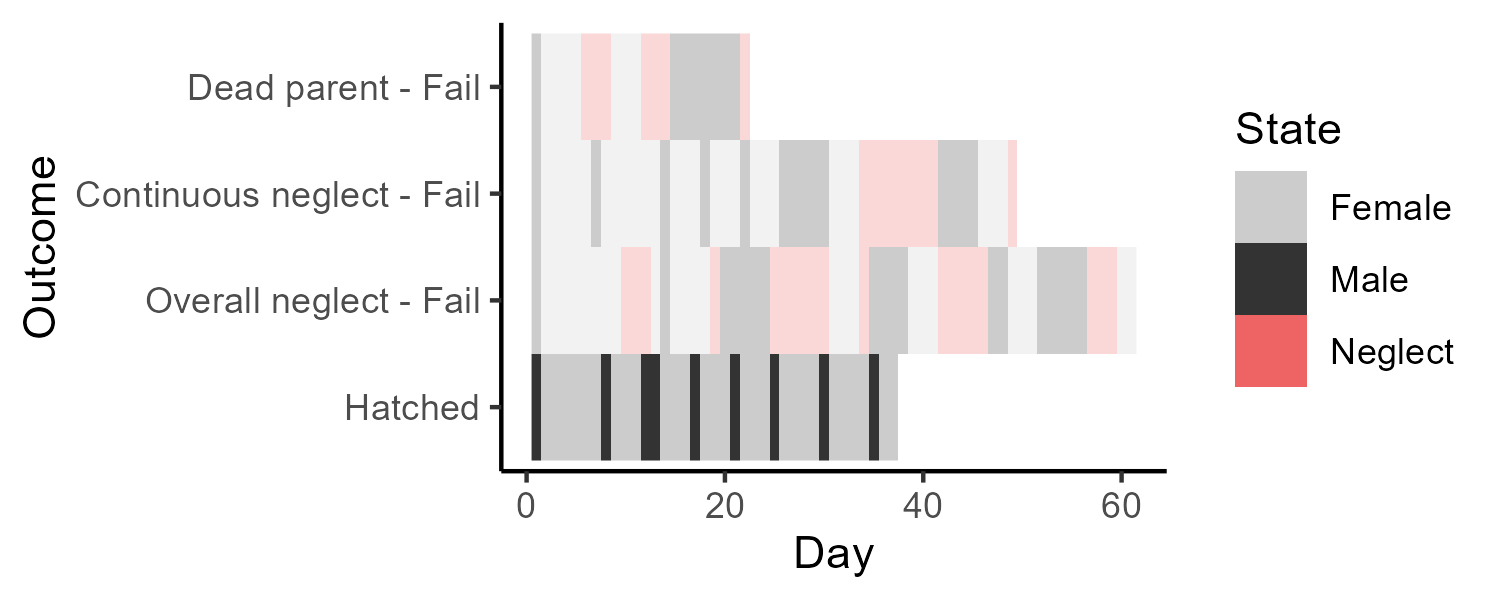 Outcome
Dead parent - Fail
Continuous neglect - Fail
Overall neglect - Fail
Hatched
0 20 40 60
Day
State
Female
Male
Neglect